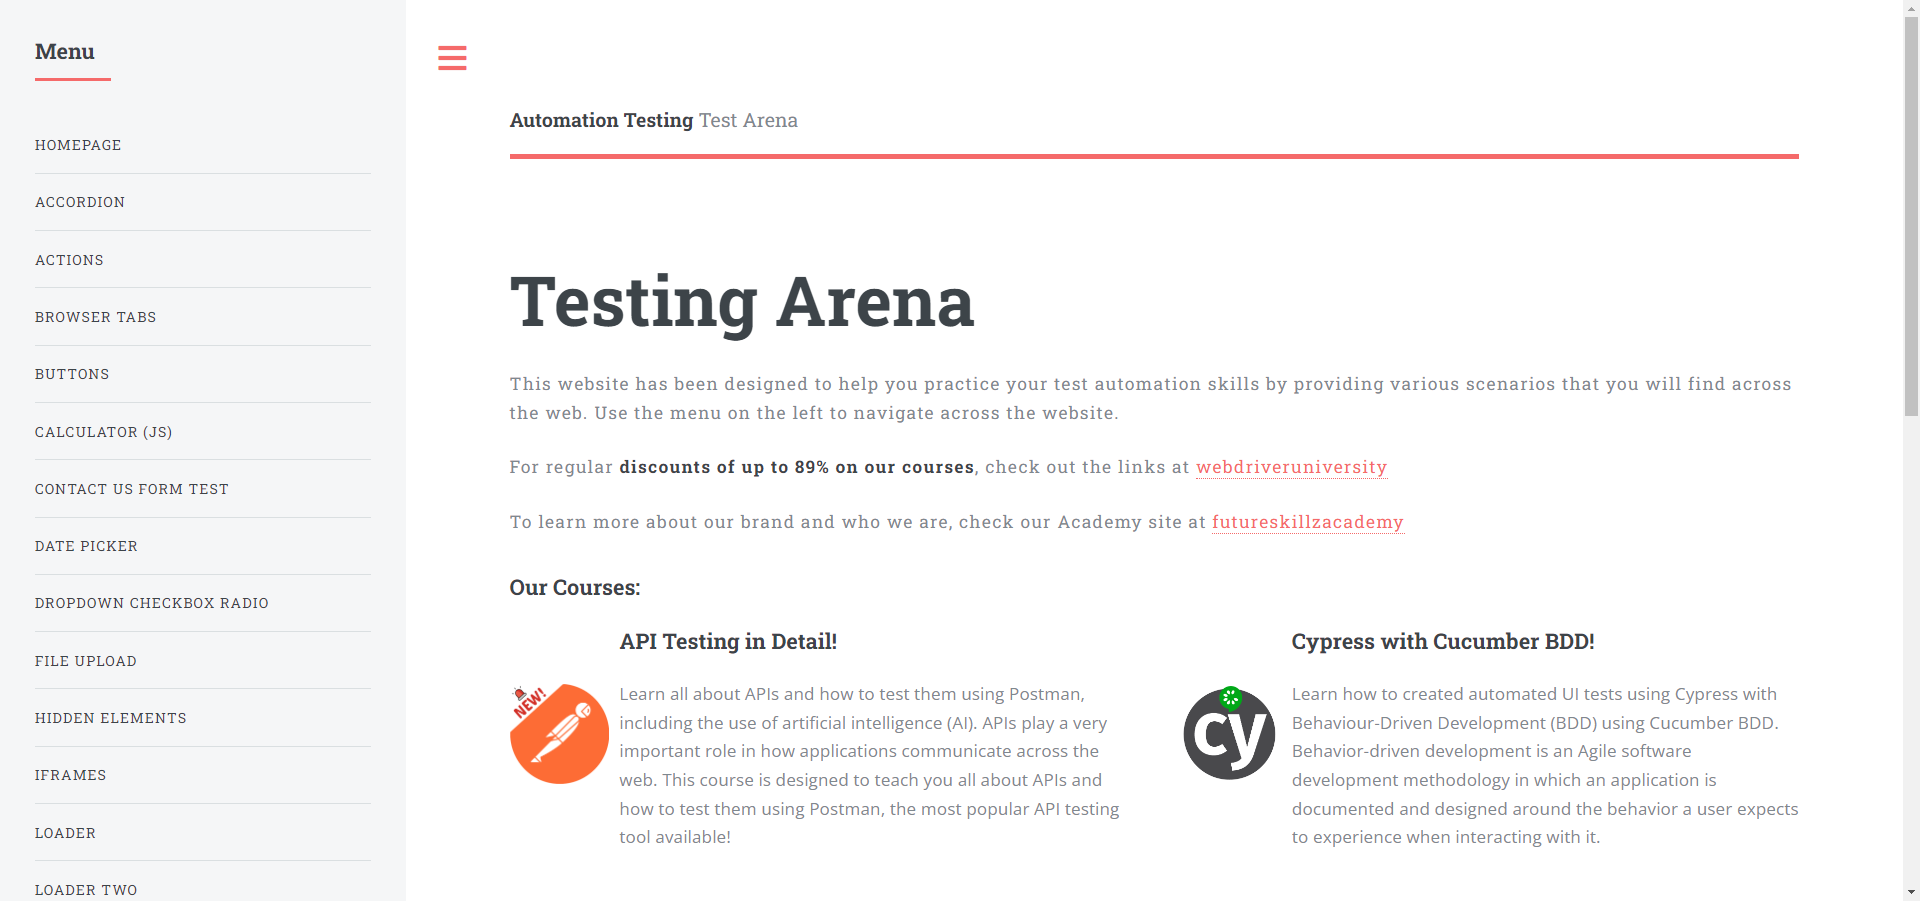 Menu
HOMEPAGE
ACCORDION
ACTIONS
BROWSER TABS
BUTTONS
CALCULATOR (JS)
CONTACT US FORM TEST
DATE PICKER
DROPDOWN CHECKBOX RADIO
FILE UPLOAD
HIDDEN ELEMENTS
IFRAMES
LOADER
LOADER TWO
Automation Testing Test Arena
Testing Arena
This website has been designed to help you practice your test automation skills by providing various scenarios that you will find across
the web. Use the menu on the left to navigate across the website.
For regular discounts of up to 89% on our courses, check out the links at webdriveruniversity
To learn more about our brand and who we are, check our Academy site at futureskillzacademy
Our Courses:
NEW!
API Testing in Detail!
Learn all about APIs and how to test them using Postman,
including the use of artificial intelligence (AI). APIs play a very
important role in how applications communicate across the
web. This course is designed to teach you all about APIs and
how to test them using Postman, the most popular API testing
tool available!
cy
Cypress with Cucumber BDD!
Learn how to created automated UI tests using Cypress with
Behaviour-Driven Development (BDD) using Cucumber BDD.
Behavior-driven development is an Agile software
development methodology in which an application is
documented and designed around the behavior a user expects
to experience when interacting with it.